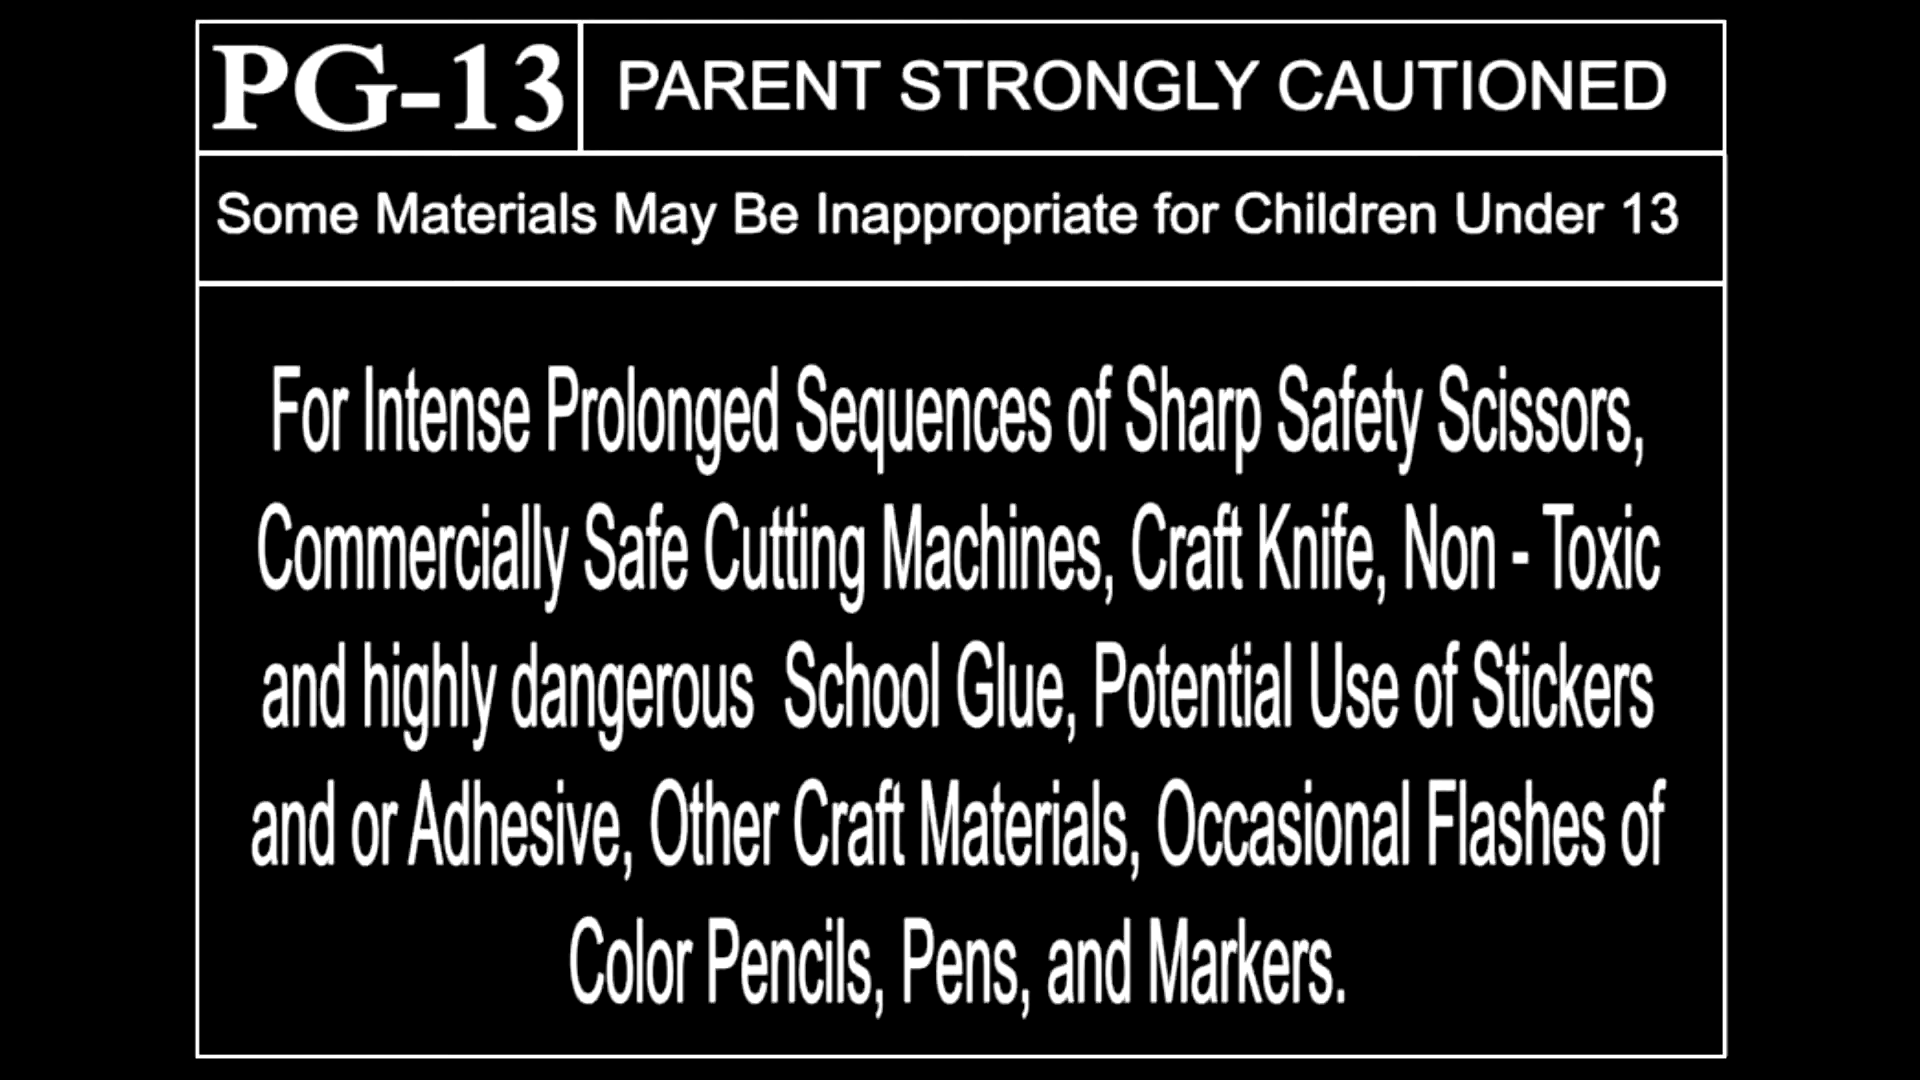 PG-13
PARENT STRONGLY CAUTIONED
Some Materials May Be Inappropriate for Children Under 13
For Intense Prolonged Sequences of Sharp Safety Scissors,
Commercially Safe Cutting Machines, Craft Knife, Non - Toxic
and highly dangerous  School Glue, Potential Use of Stickers
and or Adhesive, Other Craft Materials, Occasional Flashes of
Color Pencils, Pens, and Markers.